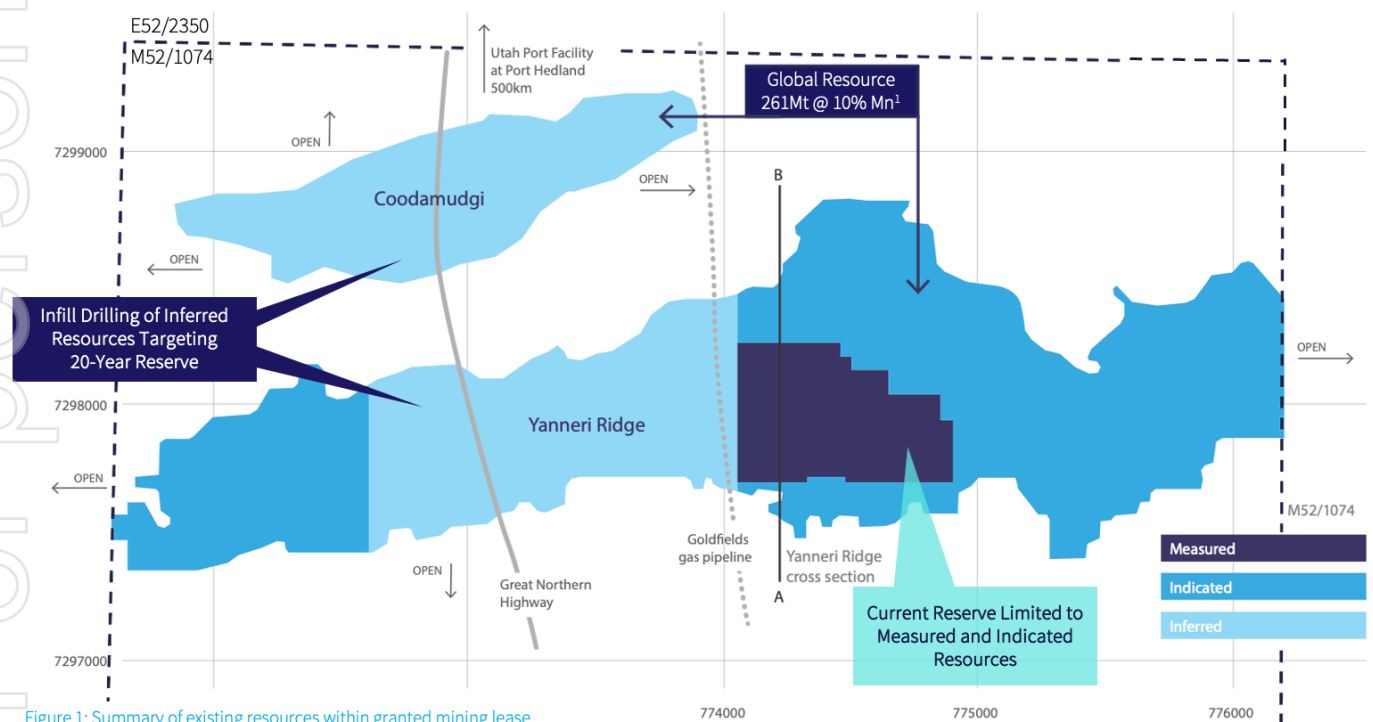 E52/2350
M52/1074
Utah Port Facility
at Port Hedland
500km
Global Resource
261Mt @ 10% Mn¹
OPEN
7299000
OPEN
B
Coodamudgi
OPEN
Infill Drilling of Inferred
Resources Targeting
20-Year Reserve
OPEN
7298000
Yanneri Ridge
OPEN
M52/1074
Goldfields
gas pipeline
Yanneri Ridge
cross section
Measured
OPEN
Great Northern
Highway
A
Indicated
Current Reserve Limited to
Measured and Indicated
Resources
Inferred
7297000
774000
775000
776000
Figure 1: Summary of existing resources within granted mining lease